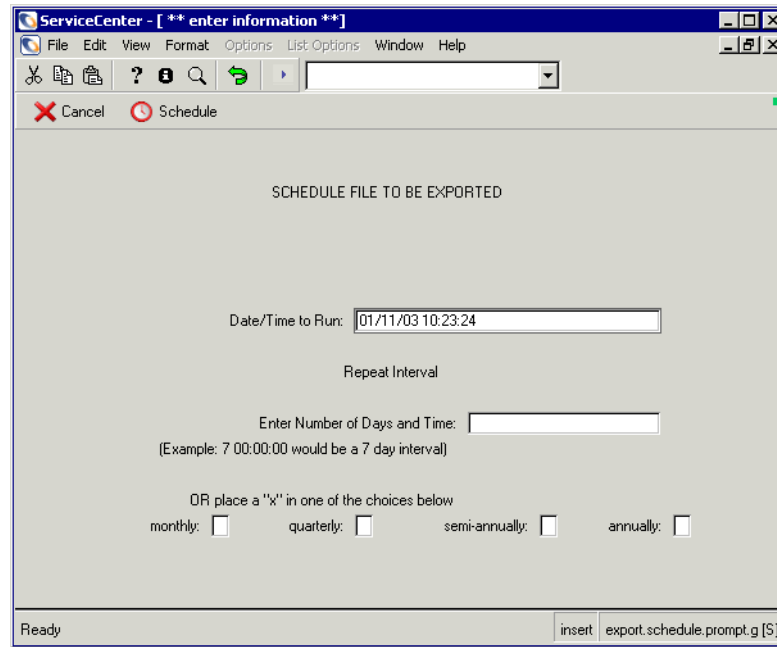 ServiceCenter - [ ** enter information **]
File Edit View Format Options List Options Window Help
Cancel Schedule
SCHEDULE FILE TO BE EXPORTED
Date/Time to Run: 01/11/03 10:23:24
Repeat Interval
Enter Number of Days and Time:
(Example: 7 00:00:00 would be a 7 day interval)
OR place a "x" in one of the choices below
monthly: quarterly: semi-annually: annually:
Ready insert export.schedule.prompt.g [S]